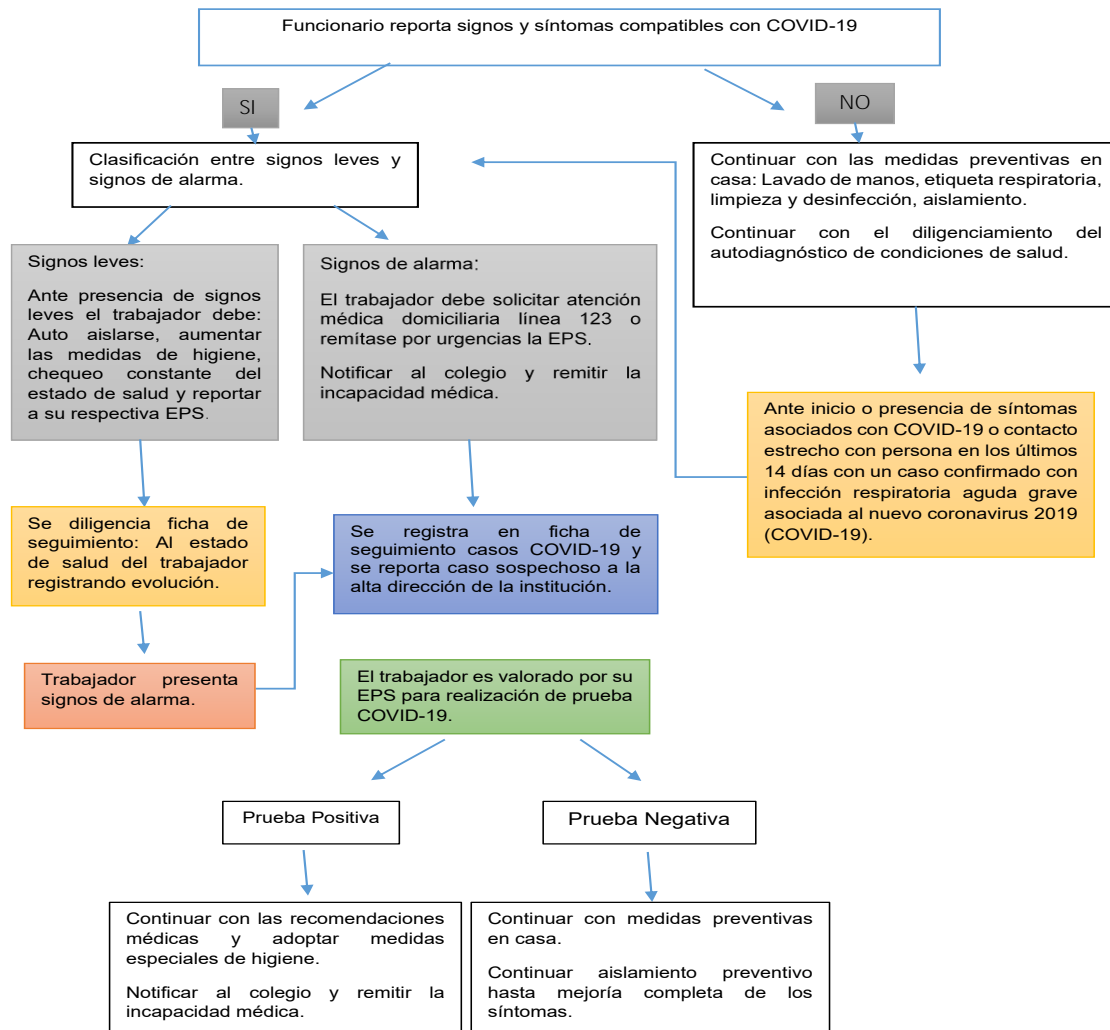 Funcionario reporta signos y síntomas compatibles con COVID-19
SI
NO
Clasificación entre signos leves y
signos de alarma.
Continuar con las medidas preventivas en
casa: Lavado de manos, etiqueta respiratoria,
limpieza y desinfección, aislamiento.
Continuar con el diligenciamiento del
autodiagnóstico de condiciones de salud.
Signos leves:
Ante presencia de signos
leves el trabajador debe:
Auto aislarse, aumentar
las medidas de higiene,
chequeo constante del
estado de salud y reportar
a su respectiva EPS.
Signos de alarma:
El trabajador debe solicitar atención
médica domiciliaria línea 123 o
remítase por urgencias la EPS.
Notificar al colegio y remitir la
incapacidad médica.
Ante inicio o presencia de síntomas
asociados con COVID-19 o contacto
estrecho con persona en los últimos
14 días con un caso confirmado con
infección respiratoria aguda grave
asociada al nuevo coronavirus 2019
(COVID-19).
Se diligencia ficha de
seguimiento: Al estado
de salud del trabajador
registrando evolución.
Se registra en ficha de
seguimiento casos COVID-19 y
se reporta caso sospechoso a la
alta dirección de la institución.
Trabajador presenta
signos de alarma.
El trabajador es valorado por su
EPS para realización de prueba
COVID-19.
Prueba Positiva
Prueba Negativa
Continuar con las recomendaciones
médicas y adoptar medidas
especiales de higiene.
Notificar al colegio y remitir la
incapacidad médica.
Continuar con medidas preventivas
en casa.
Continuar aislamiento preventivo
hasta mejoría completa de los
síntomas.